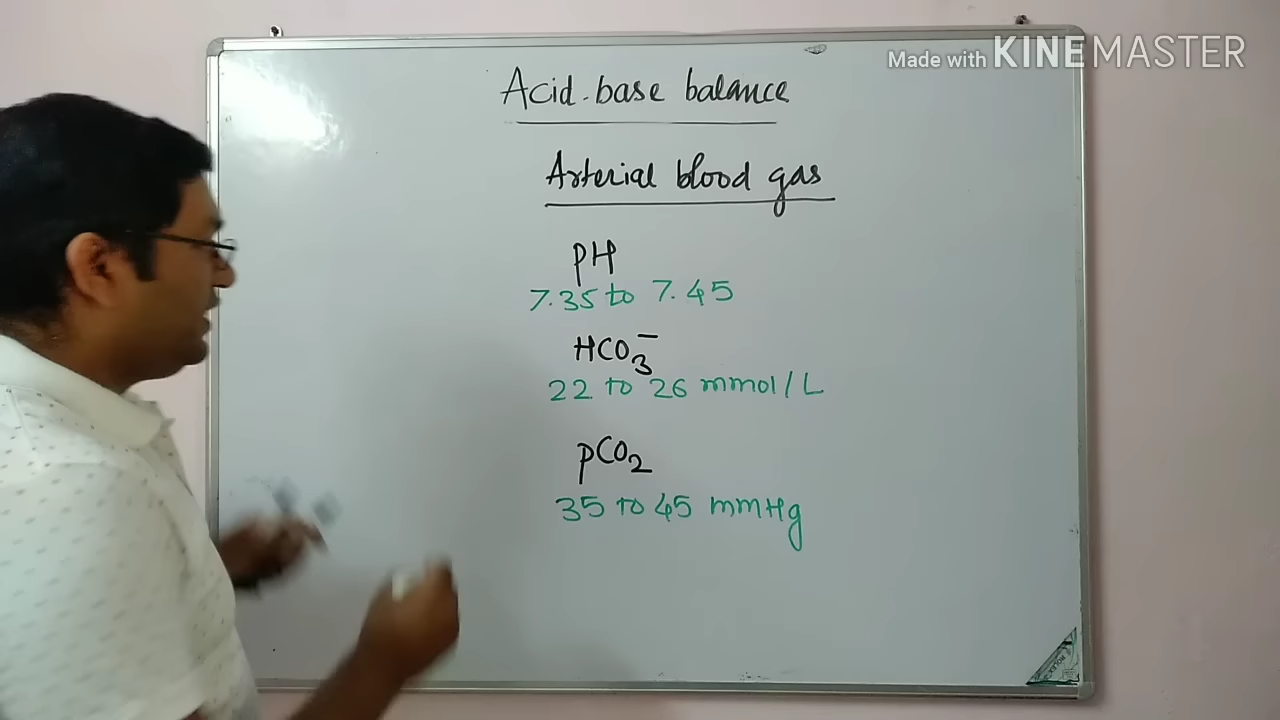 Made with KINEMASTER
Acid-base balance
Arterial blood gas
pH
7.35 to 7.45
HCO₃⁻
22 to 26 mmol/L
pCO₂
35 to 45 mmHg